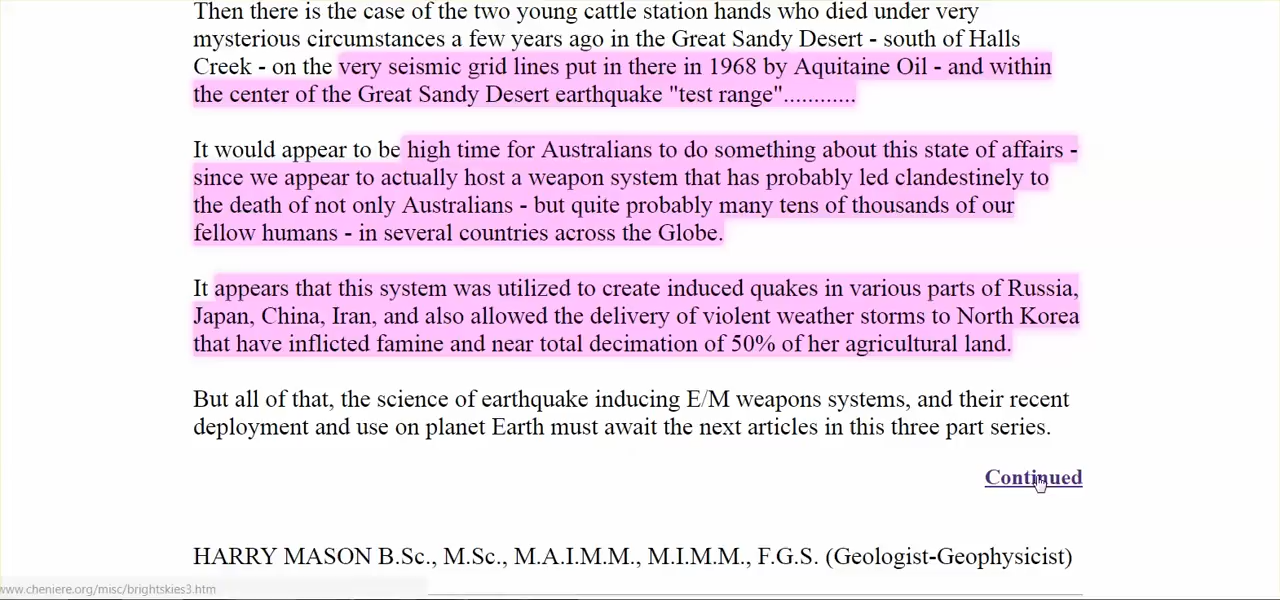 Then there is the case of the two young cattle station hands who died under very
mysterious circumstances a few years ago in the Great Sandy Desert - south of Halls
Creek - on the very seismic grid lines put in there in 1968 by Aquitaine Oil - and within
the center of the Great Sandy Desert earthquake "test range"............
It would appear to be high time for Australians to do something about this state of affairs -
since we appear to actually host a weapon system that has probably led clandestinely to
the death of not only Australians - but quite probably many tens of thousands of our
fellow humans - in several countries across the Globe.
It appears that this system was utilized to create induced quakes in various parts of Russia,
Japan, China, Iran, and also allowed the delivery of violent weather storms to North Korea
that have inflicted famine and near total decimation of 50% of her agricultural land.
But all of that, the science of earthquake inducing E/M weapons systems, and their recent
deployment and use on planet Earth must await the next articles in this three part series.
Continued
HARRY MASON B.Sc., M.Sc., M.A.I.M.M., M.I.M.M., F.G.S. (Geologist-Geophysicist)
www.cheniere.org/misc/brightskies3.htm